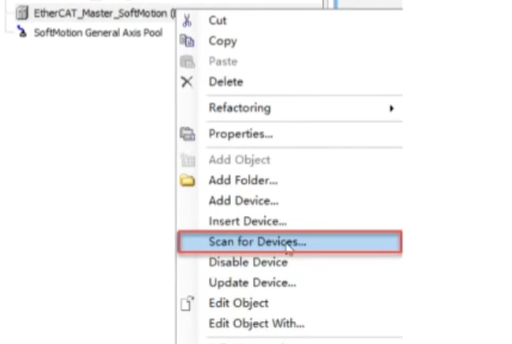 EtherCAT_Master_SoftMotion (
SoftMotion General Axis Pool
Cut
Copy
Paste
Delete
Refactoring
Properties...
Add Object
Add Folder...
Add Device...
Insert Device...
Scan for Devices...
Disable Device
Update Device...
Edit Object
Edit Object With...